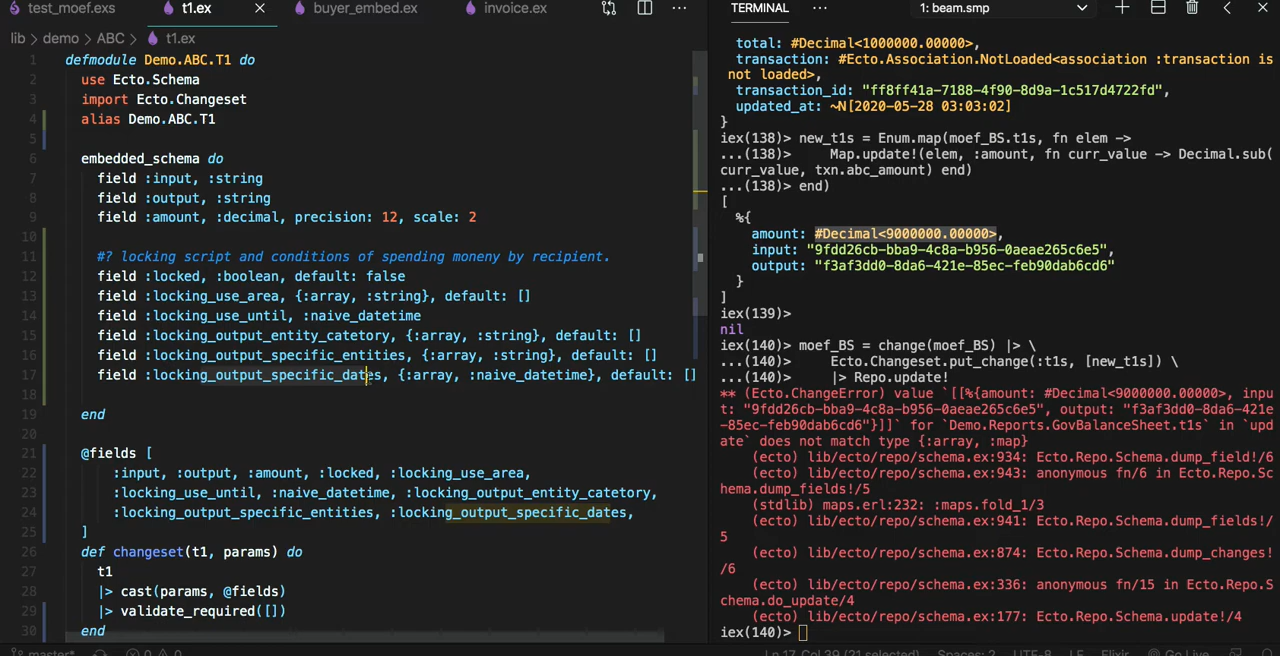 test_moef.exs t1.ex buyer_embed.ex invoice.ex
lib > demo > ABC > t1.ex
1 defmodule Demo.ABC.T1 do
2 use Ecto.Schema
3 import Ecto.Changeset
4 alias Demo.ABC.T1
5
6 embedded_schema do
7 field :input, :string
8 field :output, :string
9 field :amount, :decimal, precision: 12, scale: 2
10
11 #? locking script and conditions of spending moneny by recipient.
12 field :locked, :boolean, default: false
13 field :locking_use_area, {:array, :string}, default: []
14 field :locking_use_until, :naive_datetime
15 field :locking_output_entity_catetory, {:array, :string}, default: []
16 field :locking_output_specific_entities, {:array, :string}, default: []
17 field :locking_output_specific_dates, {:array, :naive_datetime}, default: []
18
19 end
20
21 @fields [
22 :input, :output, :amount, :locked, :locking_use_area,
23 :locking_use_until, :naive_datetime, :locking_output_entity_catetory,
24 :locking_output_specific_entities, :locking_output_specific_dates,
25 ]
26 def changeset(t1, params) do
27 t1
28 |> cast(params, @fields)
29 |> validate_required([])
30 end
master* 0 0 Ln 17, Col 39 (21 selected) Spaces: 2 UTF-8 LF Elixir Go Live
TERMINAL ··· 1: beam.smp
total: #Decimal<1000000.00000>,
transaction: #Ecto.Association.NotLoaded<association :transaction is
not loaded>,
transaction_id: "ff8ff41a-7188-4f90-8d9a-1c517d4722fd",
updated_at: ~N[2020-05-28 03:03:02]
}
iex(138)> new_t1s = Enum.map(moef_BS.t1s, fn elem ->
...(138)> Map.update!(elem, :amount, fn curr_value -> Decimal.sub(
curr_value, txn.abc_amount) end)
...(138)> end)
[
%{
amount: #Decimal<9000000.00000>,
input: "9fdd26cb-bba9-4c8a-b956-0aeae265c6e5",
output: "f3af3dd0-8da6-421e-85ec-feb90dab6cd6"
}
]
iex(139)>
nil
iex(140)> moef_BS = change(moef_BS) |> \
...(140)> Ecto.Changeset.put_change(:t1s, [new_t1s]) \
...(140)> |> Repo.update!
** (Ecto.ChangeError) value `[[%{amount: #Decimal<9000000.00000>, inpu
t: "9fdd26cb-bba9-4c8a-b956-0aeae265c6e5", output: "f3af3dd0-8da6-421e
-85ec-feb90dab6cd6"}]]` for `Demo.Reports.GovBalanceSheet.t1s` in `upd
ate` does not match type {:array, :map}
(ecto) lib/ecto/repo/schema.ex:934: Ecto.Repo.Schema.dump_field!/6
(ecto) lib/ecto/repo/schema.ex:943: anonymous fn/6 in Ecto.Repo.Sc
hema.dump_fields!/5
(stdlib) maps.erl:232: :maps.fold_1/3
(ecto) lib/ecto/repo/schema.ex:941: Ecto.Repo.Schema.dump_fields!/
5
(ecto) lib/ecto/repo/schema.ex:874: Ecto.Repo.Schema.dump_changes!
/6
(ecto) lib/ecto/repo/schema.ex:336: anonymous fn/15 in Ecto.Repo.S
chema.do_update/4
(ecto) lib/ecto/repo/schema.ex:177: Ecto.Repo.Schema.update!/4
iex(140)>